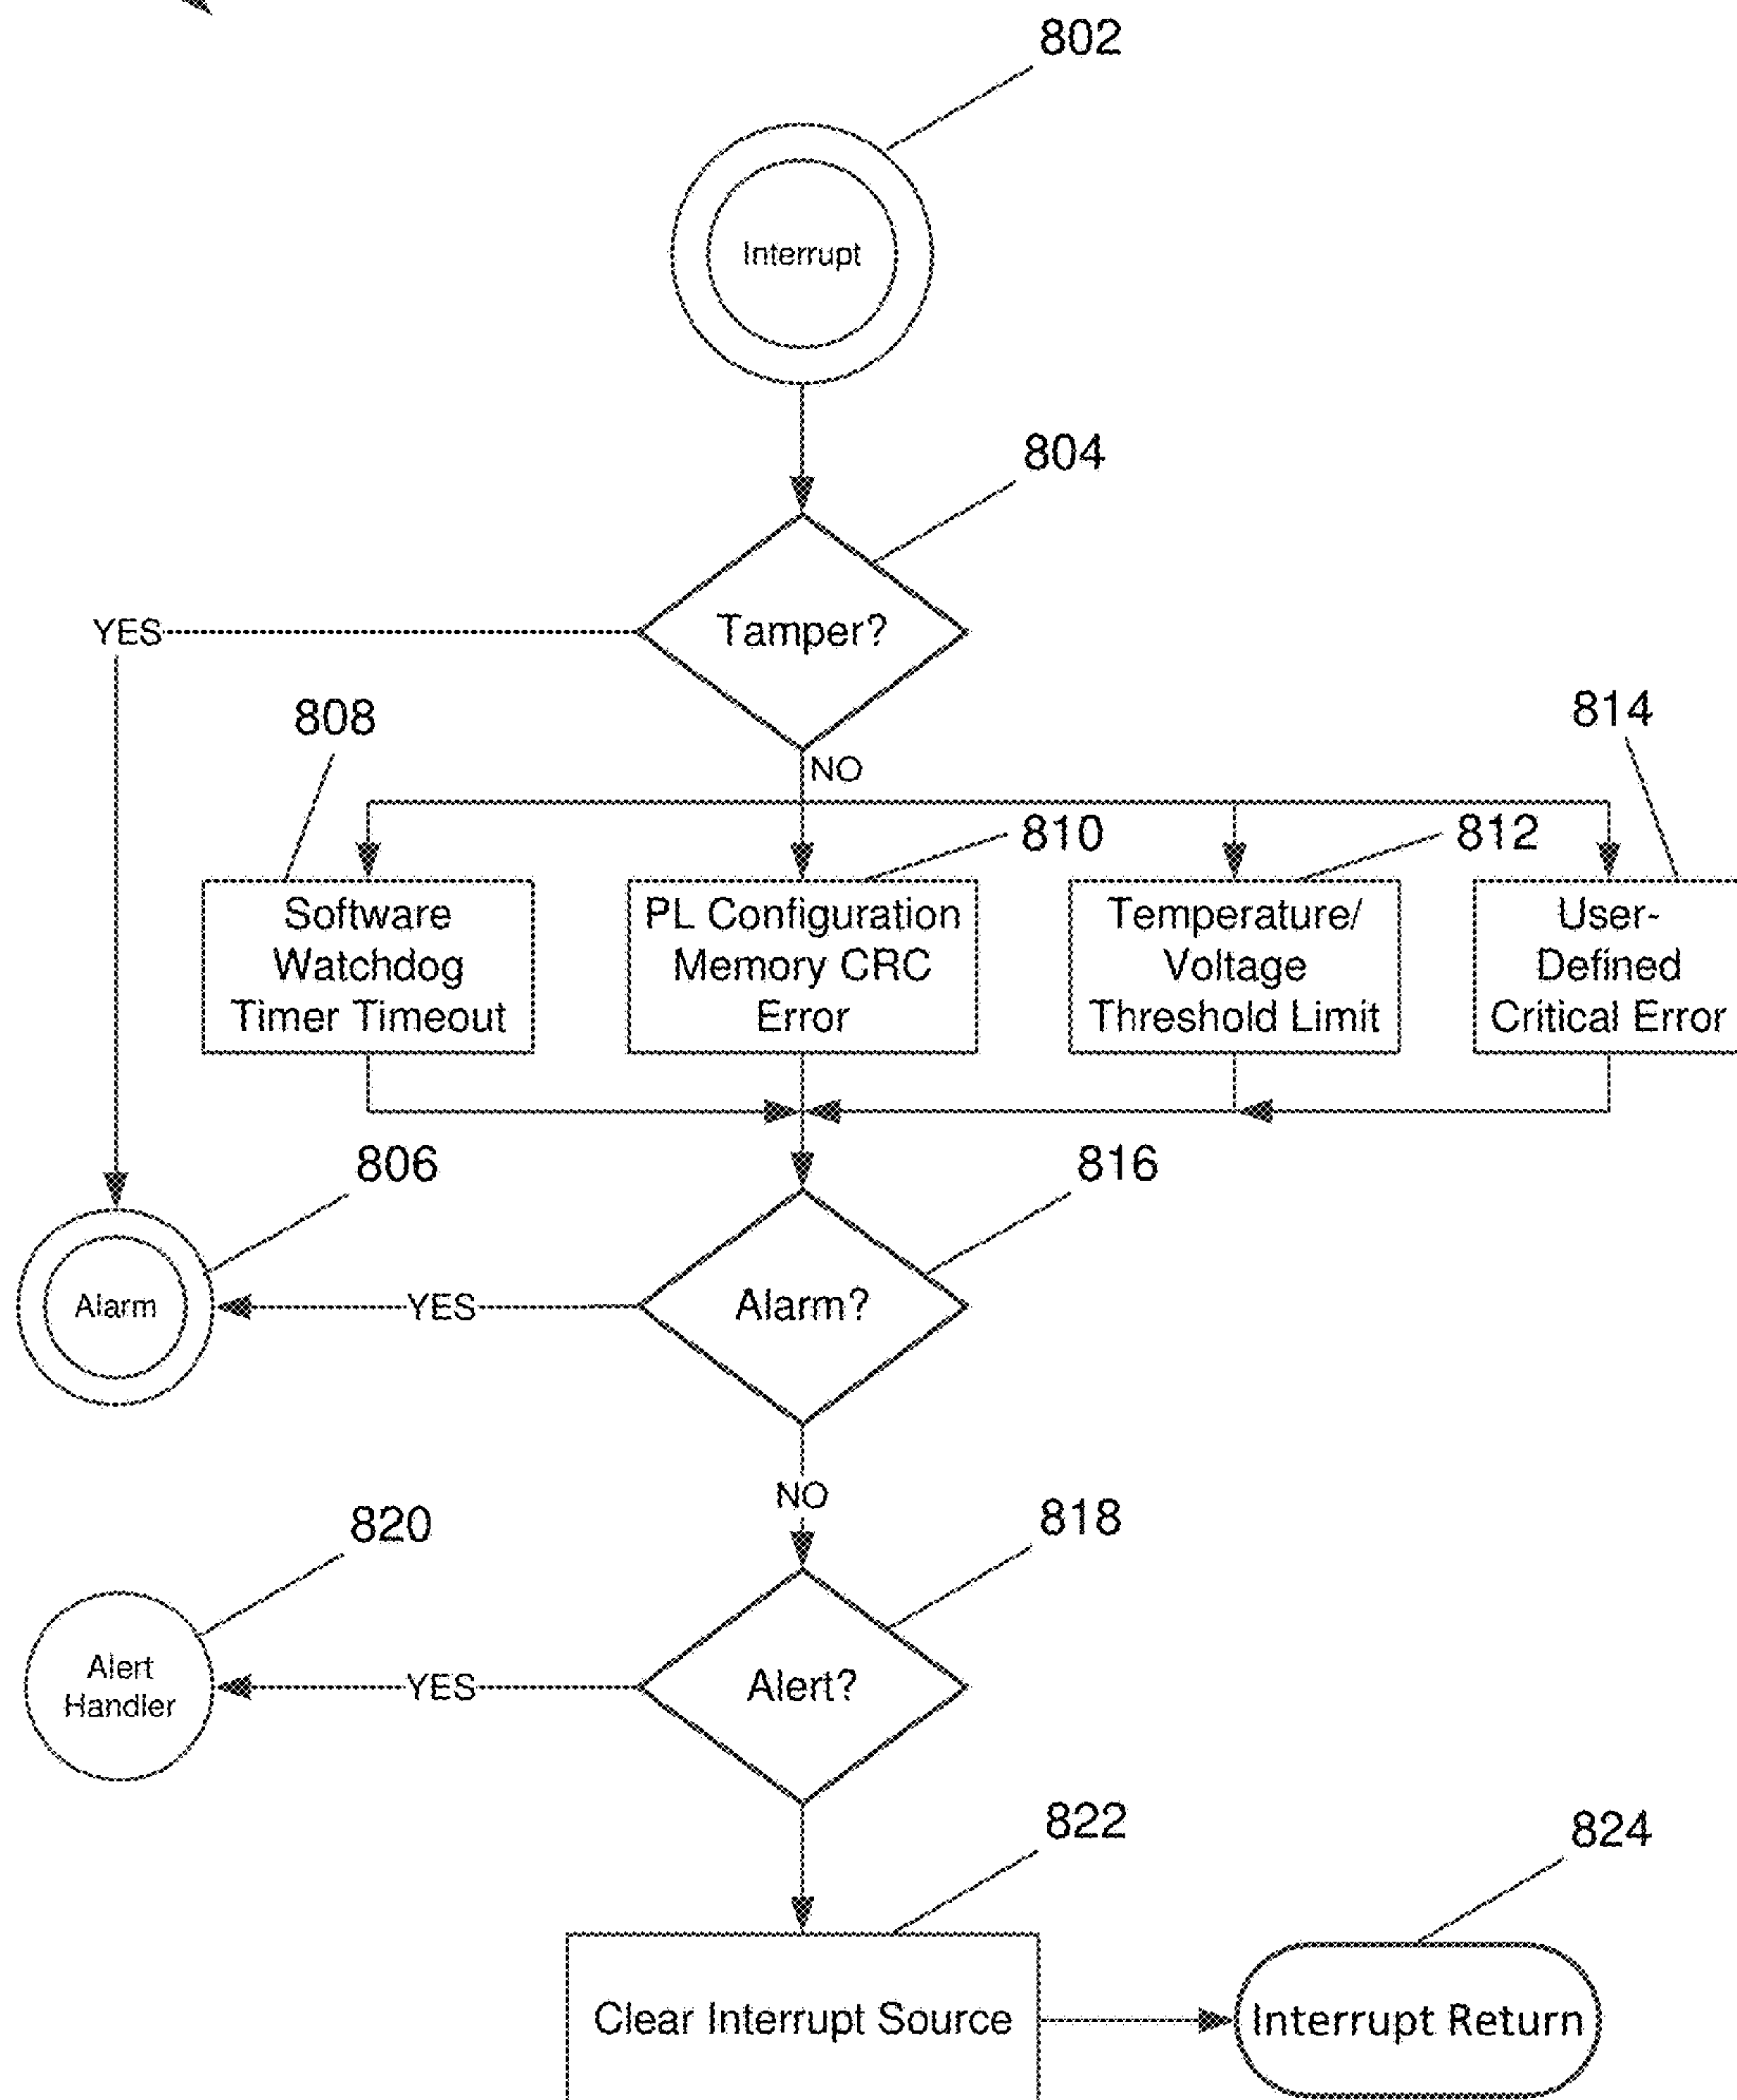 802
Interrupt
804
Tamper?
YES
NO
808
810
812
814
Software
Watchdog
Timer Timeout
PL Configuration
Memory CRC
Error
Temperature/
Voltage
Threshold Limit
User-
Defined
Critical Error
806
816
Alarm
YES
Alarm?
NO
820
818
Alert
Handler
YES
Alert?
822
824
Clear Interrupt Source
Interrupt Return